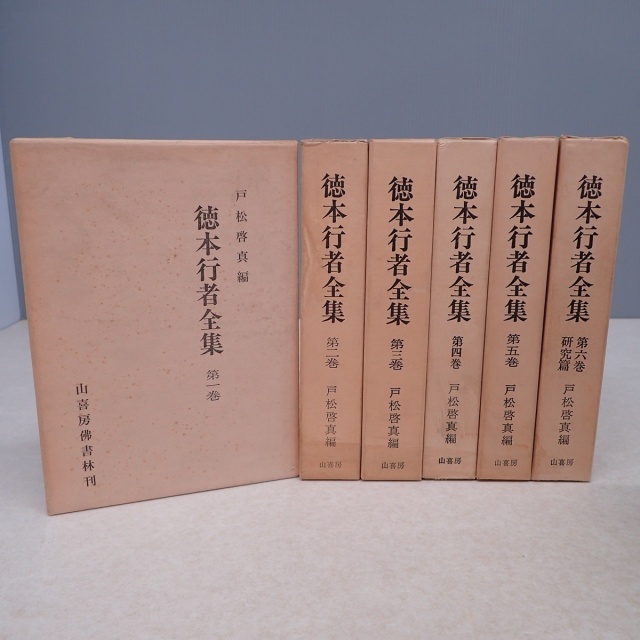 戸松啓真編
徳本行者全集 第一巻
山喜房佛書林刊
徳本行者全集 第二巻 戸松啓真編
山喜房
徳本行者全集 第三巻 戸松啓真編
山喜房
徳本行者全集 第四巻 戸松啓真編
山喜房
徳本行者全集 第五巻 戸松啓真編
山喜房
徳本行者全集 第六巻 研究篇 戸松啓真編
山喜房